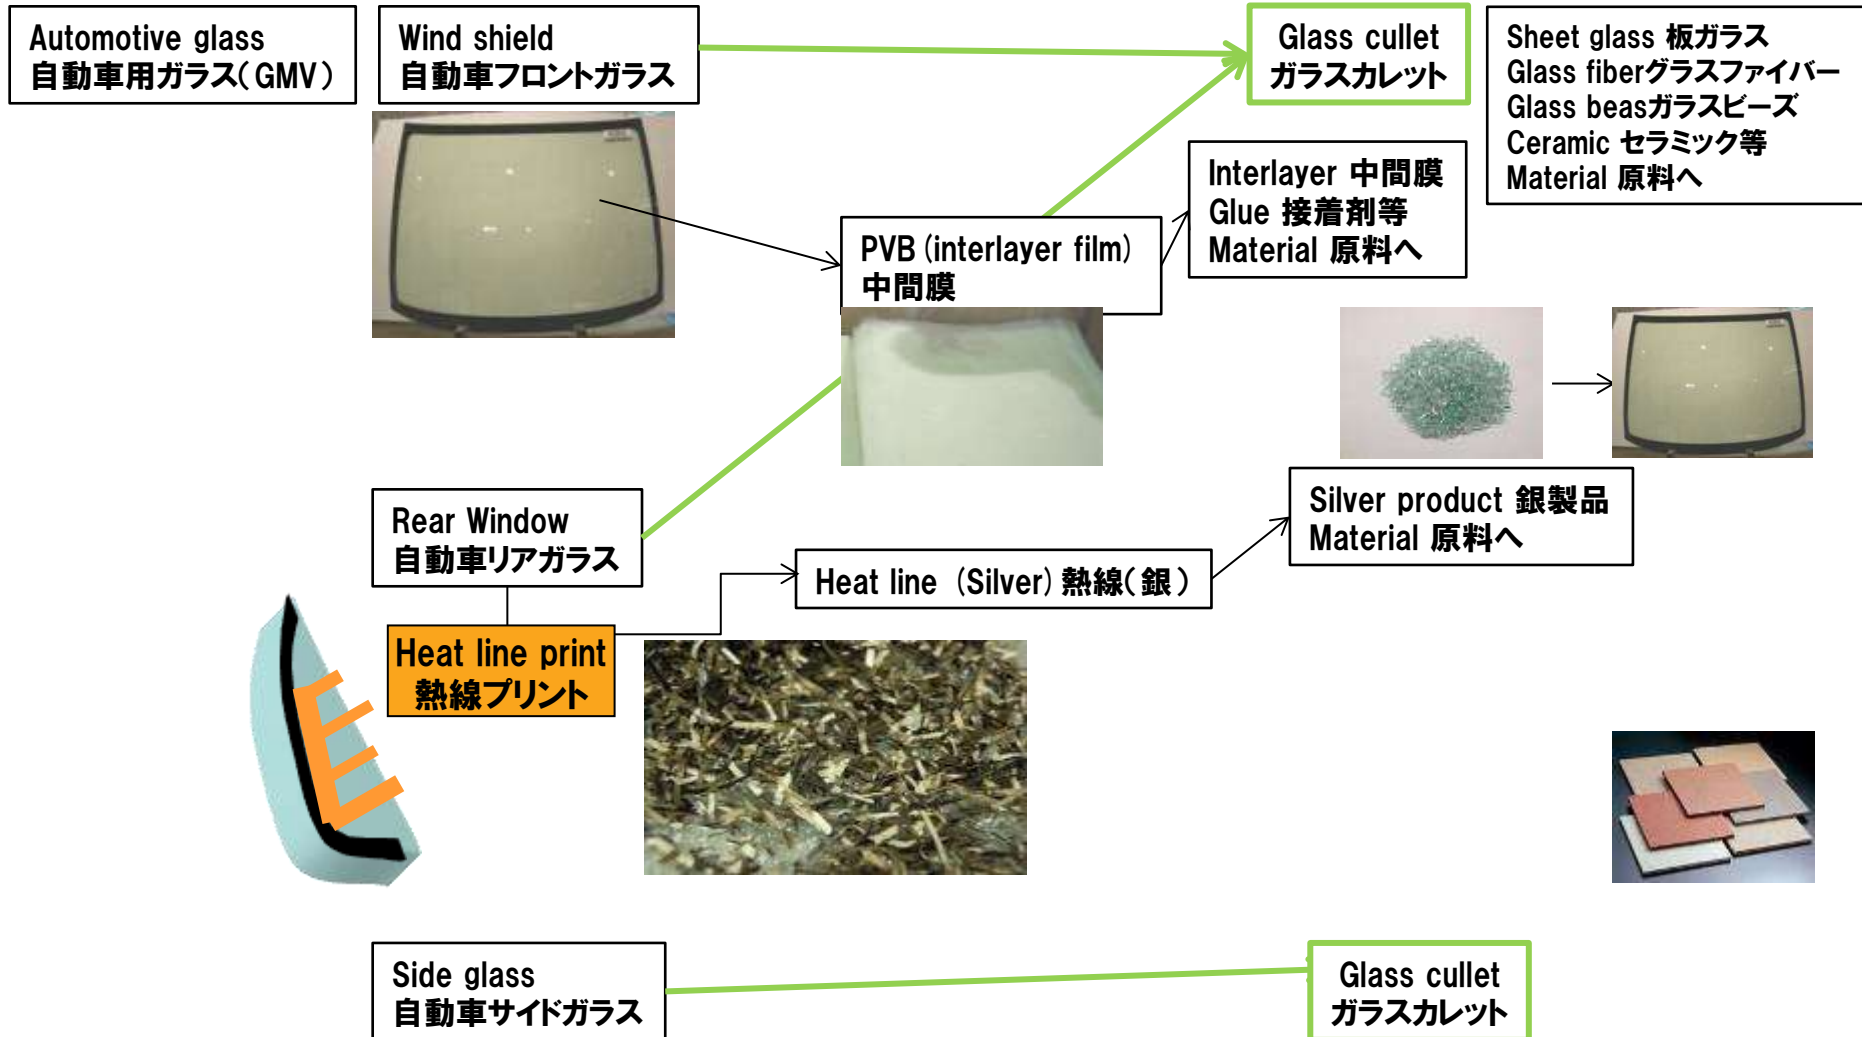 Automotive glass
自動車用ガラス(GMV)
Wind shield
自動車フロントガラス
Glass cullet
ガラスカレット
Sheet glass 板ガラス
Glass fiberグラスファイバー
Glass beasガラスビーズ
Ceramic セラミック等
Material 原料へ
Interlayer 中間膜
Glue 接着剤等
Material 原料へ
PVB (interlayer film)
中間膜
Rear Window
自動車リアガラス
Silver product 銀製品
Material 原料へ
Heat line (Silver) 熱線(銀)
Heat line print
熱線プリント
Side glass
自動車サイドガラス
Glass cullet
ガラスカレット